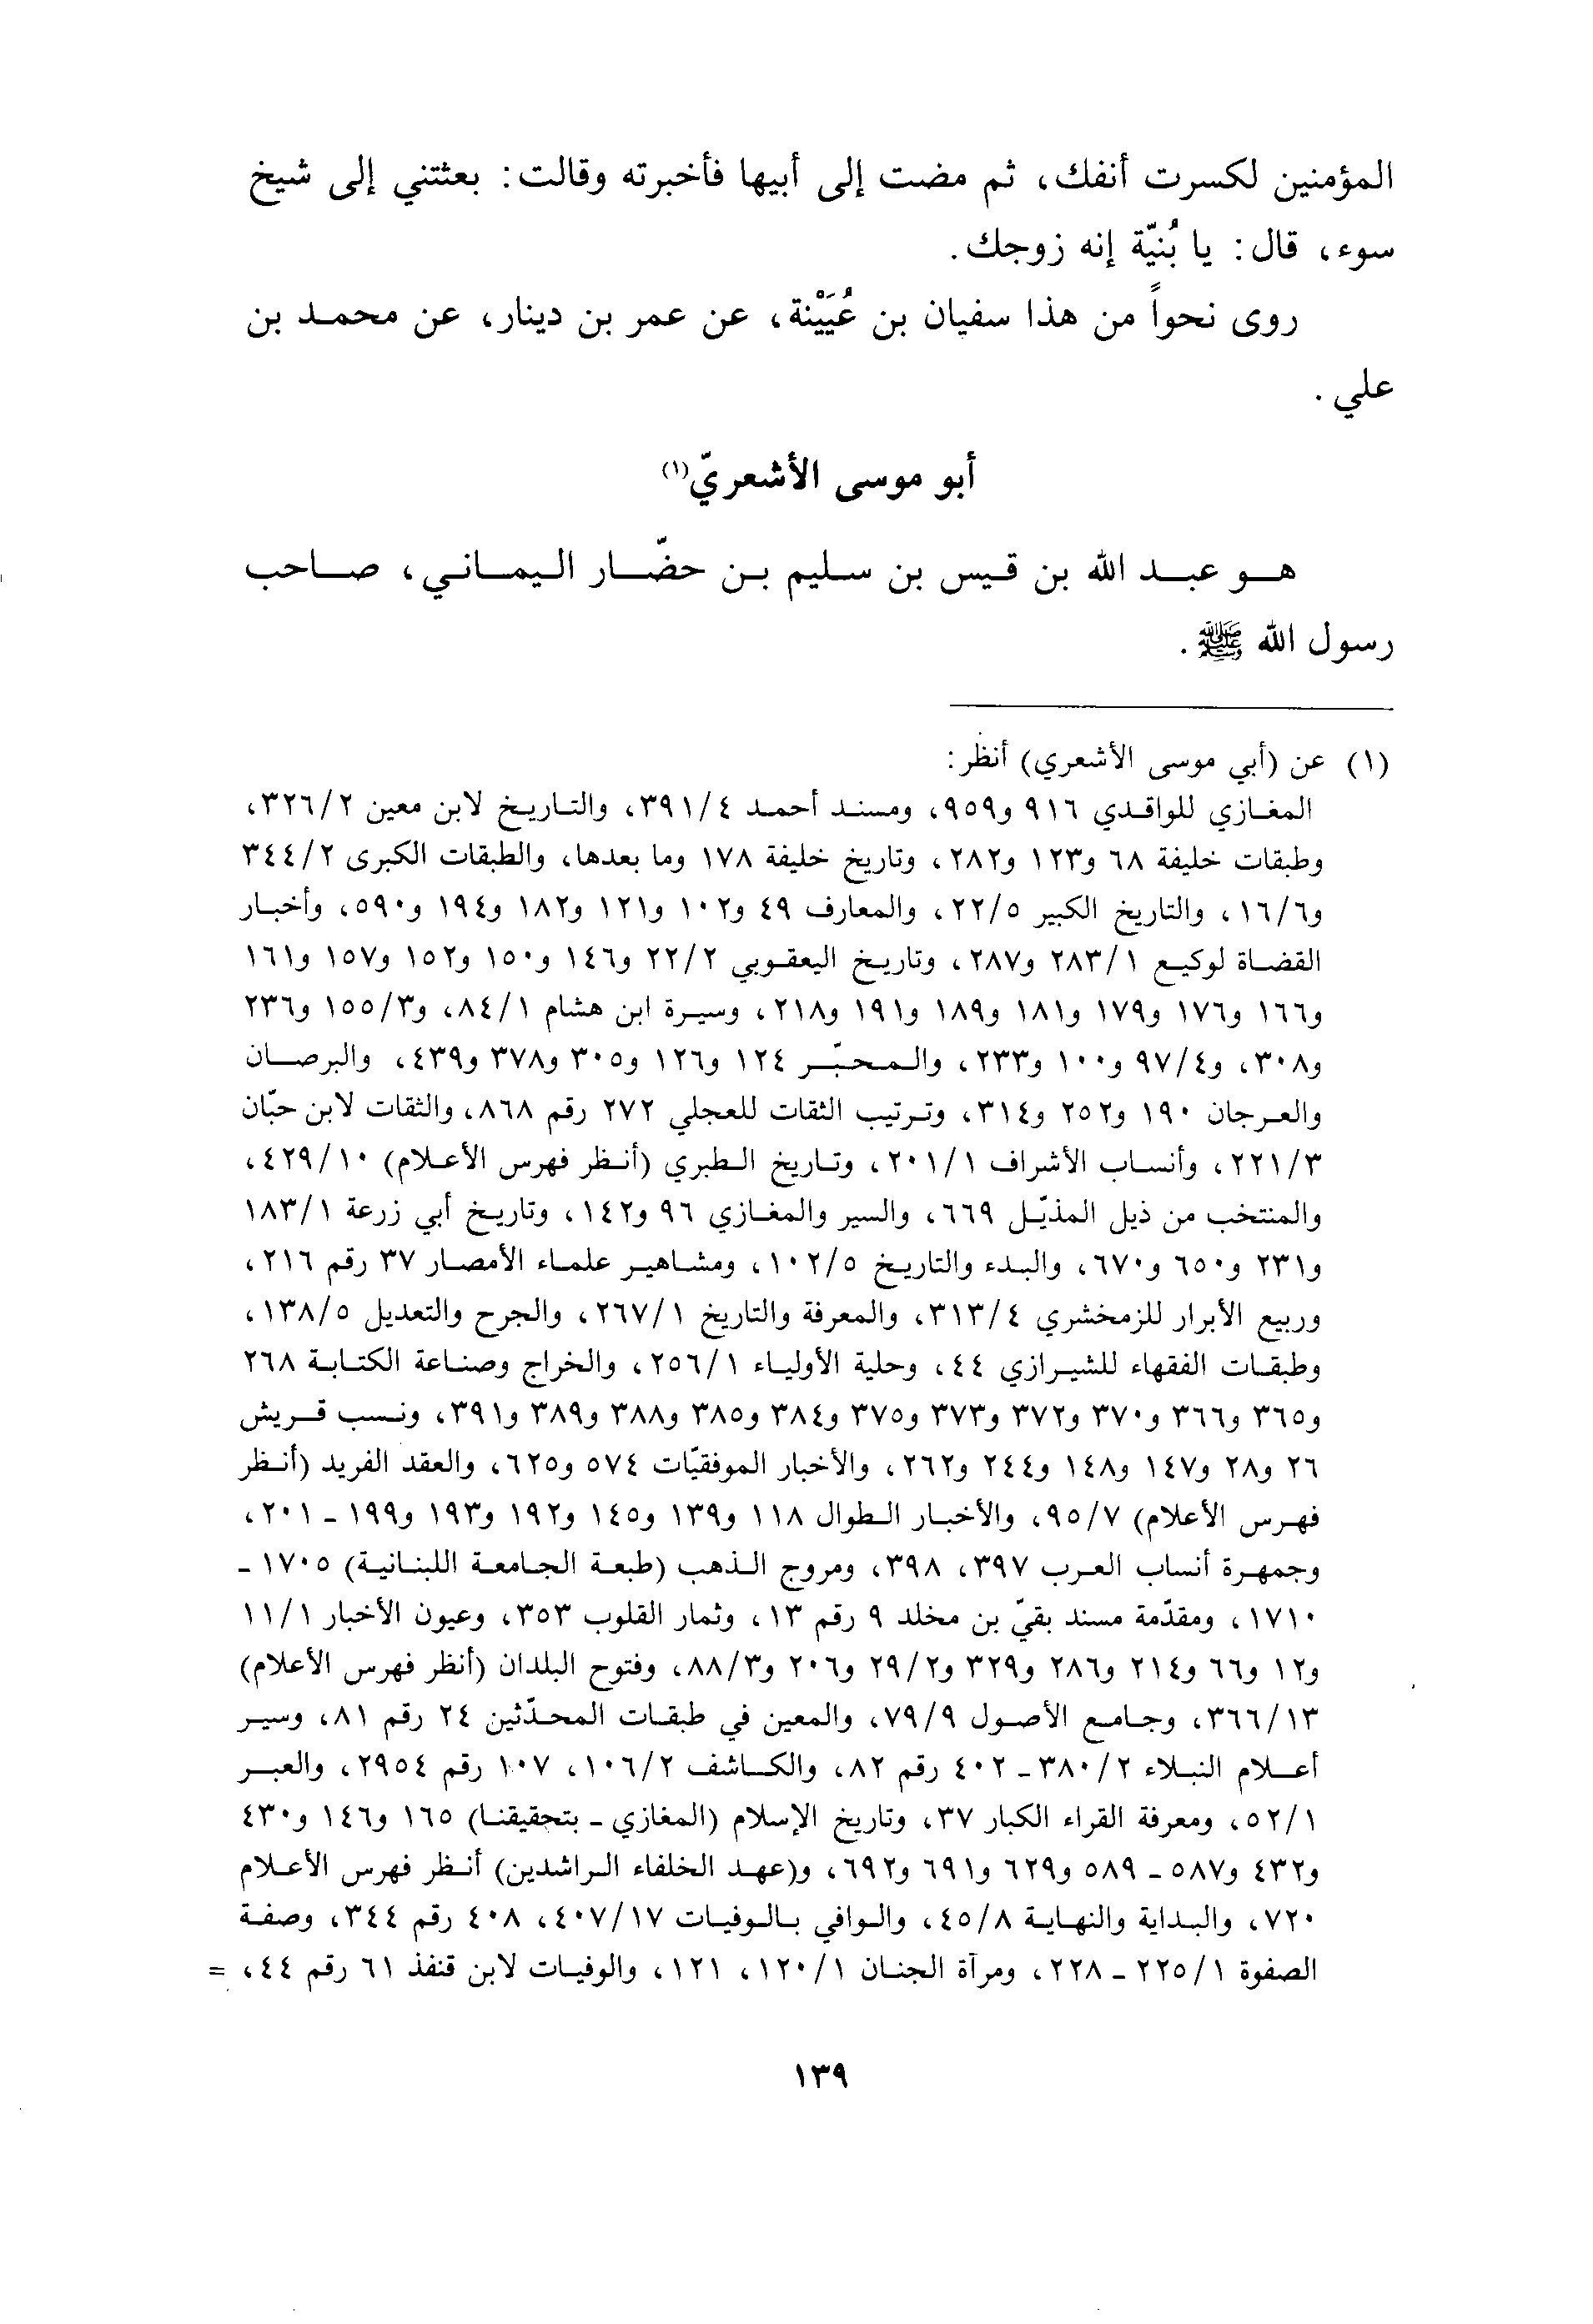 المؤمنين لكسرت أنفك، ثم مضت إلى أبيها فأخبرته وقالت: بعثتني إلى شيخ
سوء، قال: يا بُنيّة إنه زوجك.
روى نحواً من هذا سفيان بن عُيَيْنة، عن عمر بن دينار، عن محمد بن
علي.
أبو موسى الأشعريّ(١)
هو عبد الله بن قيس بن سليم بن حضّار اليماني، صاحب
رسول الله ﷺ.
(١) عن (أبي موسى الأشعري) أنظر:
المغازي للواقدي ٩١٦ و٩٥٩، ومسند أحمد ٣٩١/٤، والتاريخ لابن معين ٣٢٦/٢،
وطبقات خليفة ٦٨ و١٢٣ و٢٨٢، وتاريخ خليفة ١٧٨ وما بعدها، والطبقات الكبرى ٣٤٤/٢
و١٦/٦، والتاريخ الكبير ٢٢/٥، والمعارف ٤٩ و١٠٢ و١٢١ و١٨٢ و١٩٤ و٥٩٠، وأخبار
القضاة لوكيع ٢٨٣/١ و٢٨٧، وتاريخ اليعقوبي ٢٢/٢ و١٤٦ و١٥٠ و١٥٢ و١٥٧ و١٦١
و١٦٦ و١٧٦ و١٧٩ و١٨١ و١٨٩ و١٩١ و٢١٨، وسيرة ابن هشام ٨٤/١، و١٥٥/٣ و٢٣٦
و٣٠٨، و٩٧/٤ و١٠٠ و٢٣٣، والمحبّر ١٢٤ و١٢٦ و٣٠٥ و٣٧٨ و٤٣٩، والبرصان
والعرجان ١٩٠ و٢٥٢ و٣١٤، وترتيب الثقات للعجلي ٢٧٢ رقم ٨٦٨، والثقات لابن حبّان
٢٢١/٣، وأنساب الأشراف ٢٠١/١، وتاريخ الطبري (أنظر فهرس الأعلام) ٤٢٩/١٠،
والمنتخب من ذيل المذيّل ٦٦٩، والسير والمغازي ٩٦ و١٤٢، وتاريخ أبي زرعة ١٨٣/١
و٢٣١ و٦٥٠ و٦٧٠، والبدء والتاريخ ١٠٢/٥، ومشاهير علماء الأمصار ٣٧ رقم ٢١٦،
وربيع الأبرار للزمخشري ٣١٣/٤، والمعرفة والتاريخ ٢٦٧/١، والجرح والتعديل ١٣٨/٥،
وطبقات الفقهاء للشيرازي ٤٤، وحلية الأولياء ٢٥٦/١، والخراج وصناعة الكتابة ٢٦٨
و٣٦٥ و٣٦٦ و٣٧٠ و٣٧٢ و٣٧٣ و٣٧٥ و٣٨٤ و٣٨٥ و٣٨٨ و٣٨٩ و٣٩١، ونسب قريش
٢٦ و٢٨ و١٤٧ و١٤٨ و٢٤٤ و٢٦٢، والأخبار الموفقيّات ٥٧٤ و٦٢٥، والعقد الفريد (أنظر
فهرس الأعلام) ٩٥/٧، والأخبار الطوال ١١٨ و١٣٩ و١٤٥ و١٩٢ و١٩٣ و١٩٩ - ٢٠١،
وجمهرة أنساب العرب ٣٩٧، ٣٩٨، ومروج الذهب (طبعة الجامعة اللبنانية) ١٧٠٥ -
١٧١٠، ومقدّمة مسند بقيّ بن مخلد ٩ رقم ١٣، وثمار القلوب ٣٥٣، وعيون الأخبار ١١/١
و١٢ و٦٦ و٢١٤ و٢٨٦ و٣٢٩ و٢٩/٢ و٢٠٦ و٨٨/٣، وفتوح البلدان (أنظر فهرس الأعلام)
٣٦٦/١٣، وجامع الأصول ٧٩/٩، والمعين في طبقات المحدّثين ٢٤ رقم ٨١، وسير
أعلام النبلاء ٣٨٠/٢ - ٤٠٢ رقم ٨٢، والكاشف ١٠٦/٢، ١٠٧ رقم ٢٩٥٤، والعبر
٥٢/١، ومعرفة القراء الكبار ٣٧، وتاريخ الإسلام (المغازي - بتحقيقنا) ١٦٥ و١٤٦ و٤٣٠
و٤٣٢ و٥٨٧ - ٥٨٩ و٦٢٩ و٦٩١ و٦٩٢، و(عهد الخلفاء الراشدين) أنظر فهرس الأعلام
٧٢٠، والبداية والنهاية ٤٥/٨، والوافي بالوفيات ٤٠٧/١٧، ٤٠٨ رقم ٣٤٤، وصفة
الصفوة ٢٢٥/١ - ٢٢٨، ومرآة الجنان ١٢٠/١، ١٢١، والوفيات لابن قنفذ ٦١ رقم ٤٤، =
١٣٩